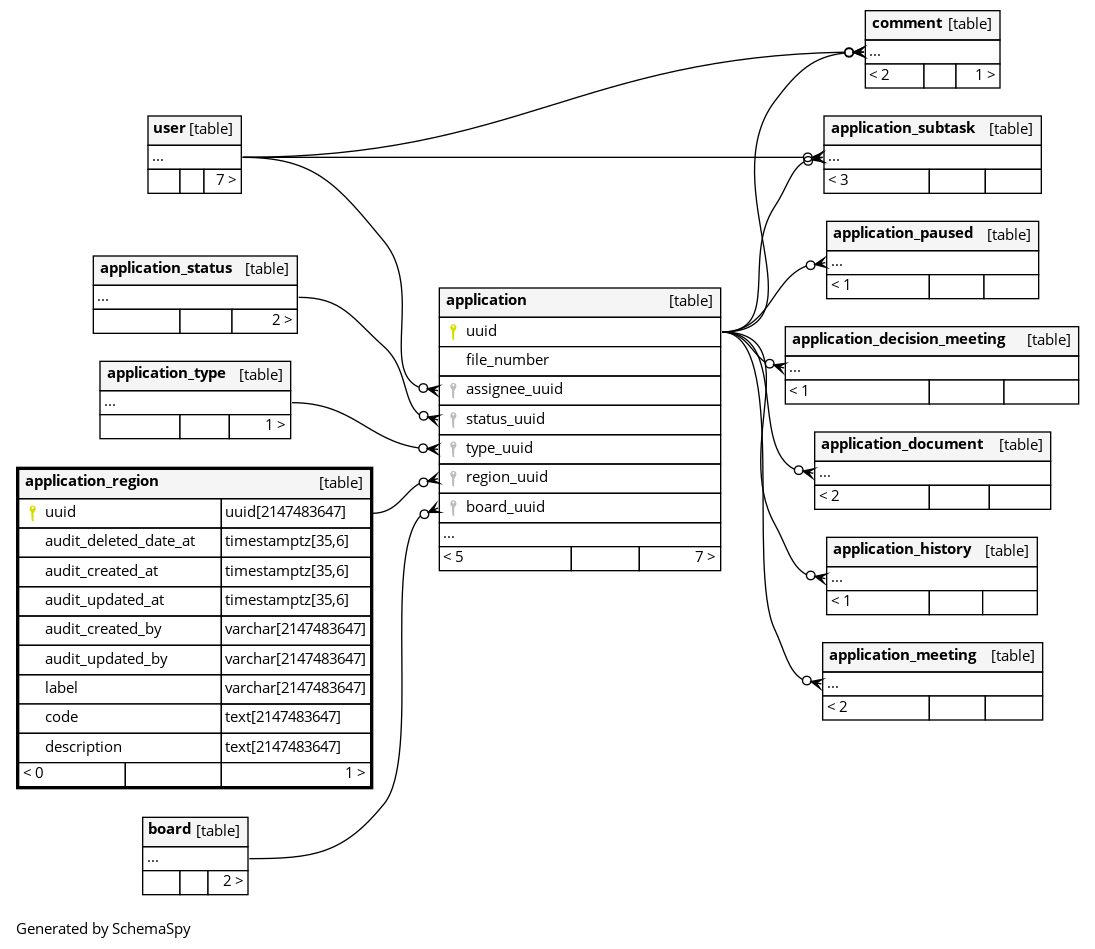 comment [table]
...
< 2 1 >
user [table]
...
7 >
application_subtask [table]
...
< 3
application_paused [table]
...
< 1
application_status [table]
...
2 >
application_type [table]
...
1 >
application [table]
uuid
file_number
assignee_uuid
status_uuid
type_uuid
region_uuid
board_uuid
...
< 5 7 >
application_decision_meeting [table]
...
< 1
application_document [table]
...
< 2
application_history [table]
...
< 1
application_meeting [table]
...
< 2
application_region [table]
uuid uuid[2147483647]
audit_deleted_date_at timestamptz[35,6]
audit_created_at timestamptz[35,6]
audit_updated_at timestamptz[35,6]
audit_created_by varchar[2147483647]
audit_updated_by varchar[2147483647]
label varchar[2147483647]
code text[2147483647]
description text[2147483647]
< 0 1 >
board [table]
...
2 >
Generated by SchemaSpy